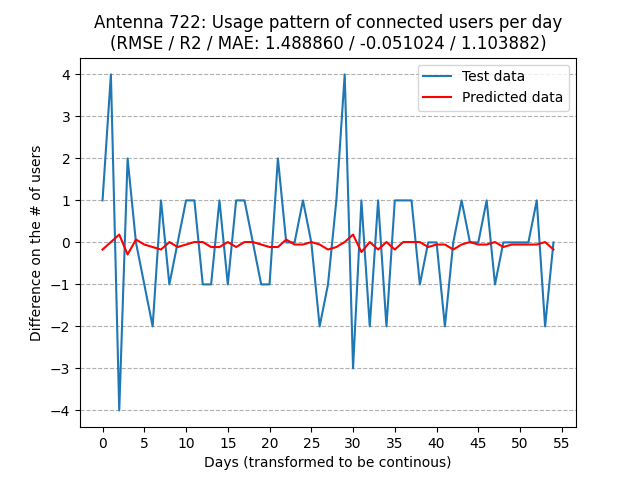 Antenna 722: Usage pattern of connected users per day
(RMSE / R2 / MAE: 1.488860 / -0.051024 / 1.103882)
Test data
Predicted data
Difference on the # of users
4
3
2
1
0
−1
−2
−3
−4
0 5 10 15 20 25 30 35 40 45 50 55
Days (transformed to be continous)